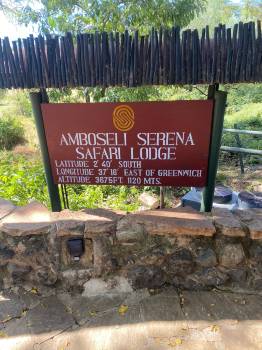 AMBOSELI SERENA
SAFARI LODGE
LATITUDE 2° 40' SOUTH
LONGITUDE 37° 16' EAST OF GREENWICH
ALTITUDE 3675FT. 1120 MTS.